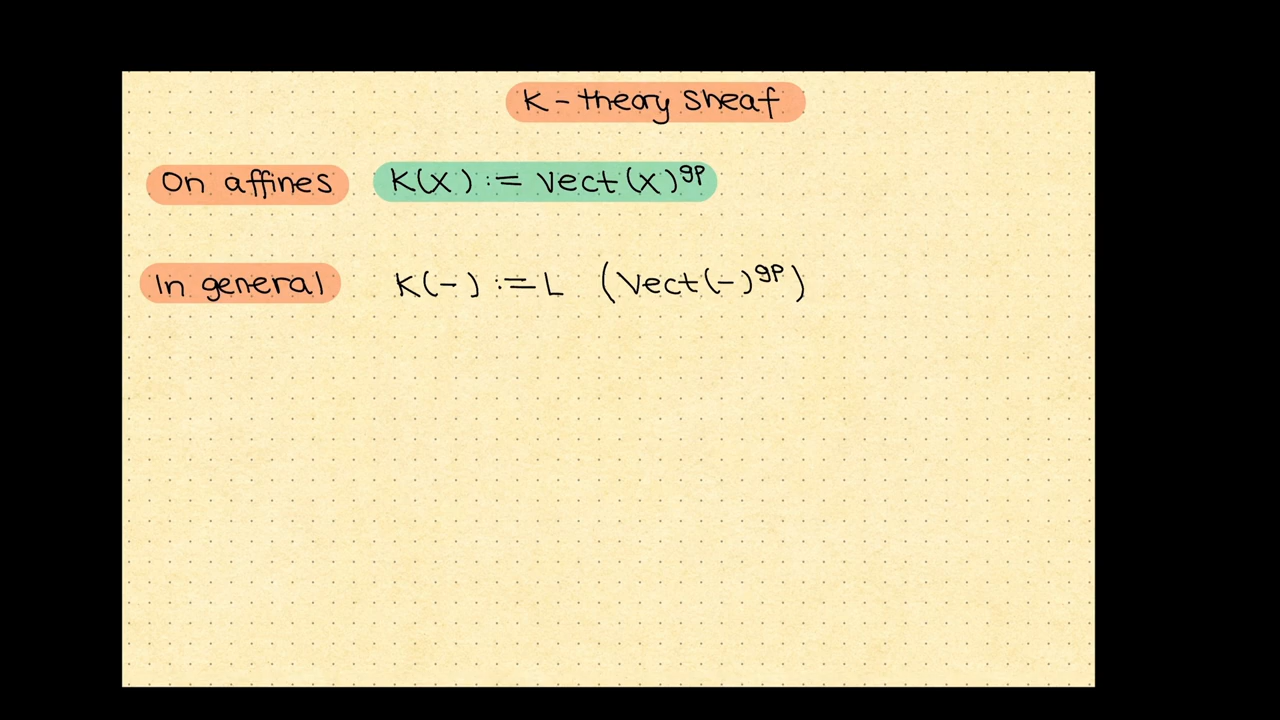 K - theory Sheaf
On affines K(X) := Vect(X)^gp
In general K(-) := L (Vect(-)^gp)